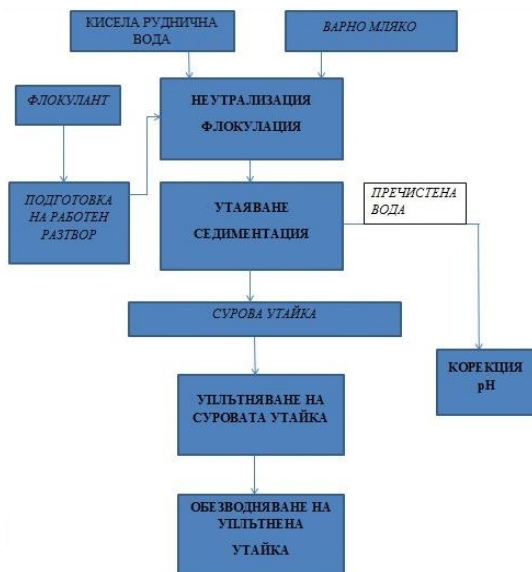 КИСЕЛА РУДНИЧНА
ВОДА
ВАРНО МЛЯКО
ФЛОКУЛАНТ
НЕУТРАЛИЗАЦИЯ
ФЛОКУЛАЦИЯ
ПОДГОТОВКА
НА РАБОТЕН
РАЗТВОР
УТАЯВАНЕ
СЕДИМЕНТАЦИЯ
ПРЕЧИСТЕНА
ВОДА
СУРОВА УТАЙКА
КОРЕКЦИЯ
pH
УПЛЪТНЯВАНЕ НА
СУРОВАТА УТАЙКА
ОБЕЗВОДНЯВАНЕ НА
УПЛЪТНЕНА
УТАЙКА